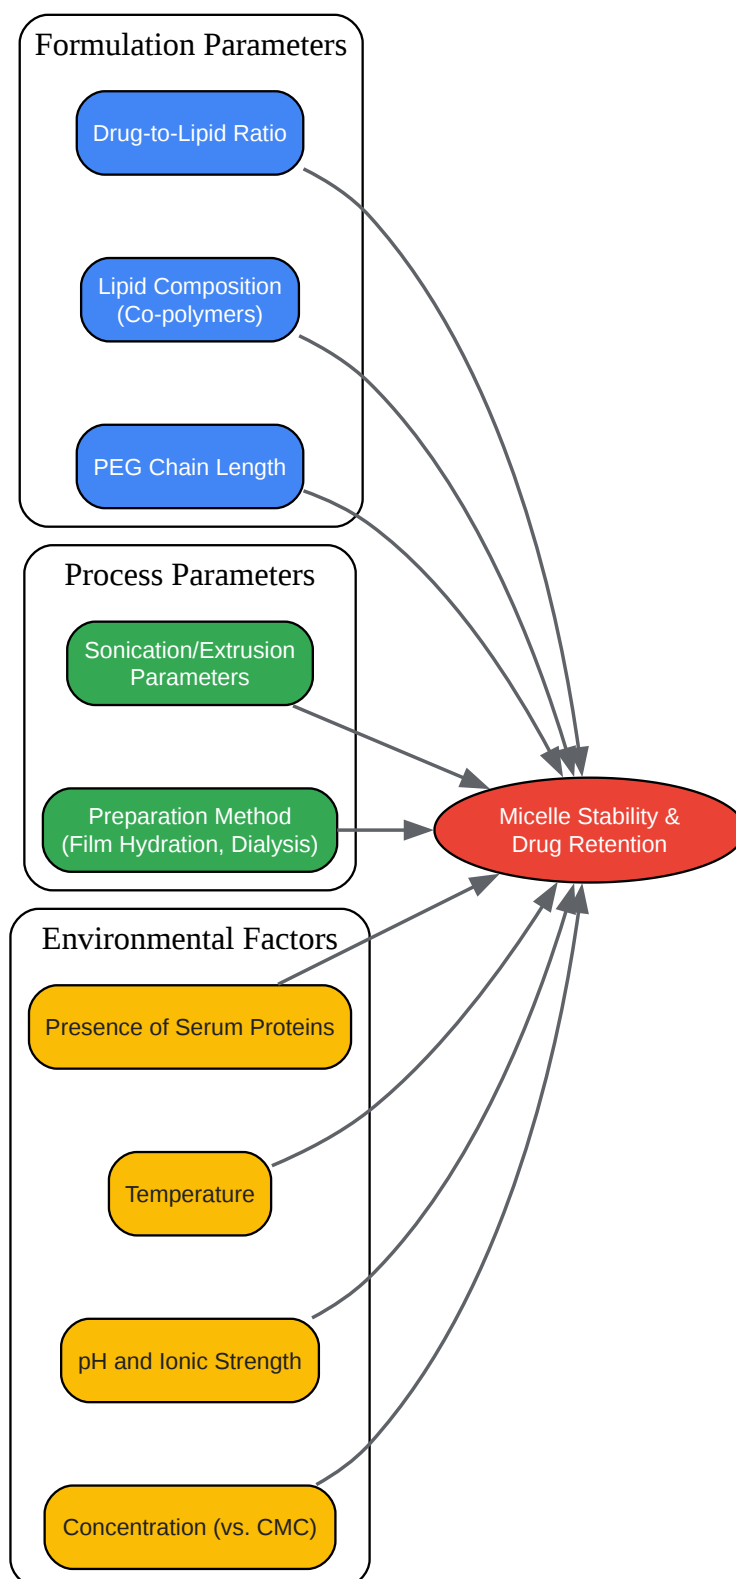 Formulation Parameters
Drug-to-Lipid Ratio
Lipid Composition
(Co-polymers)
PEG Chain Length
Process Parameters
Sonication/Extrusion
Parameters
Preparation Method
(Film Hydration, Dialysis)
Micelle Stability &
Drug Retention
Environmental Factors
Presence of Serum Proteins
Temperature
pH and Ionic Strength
Concentration (vs. CMC)